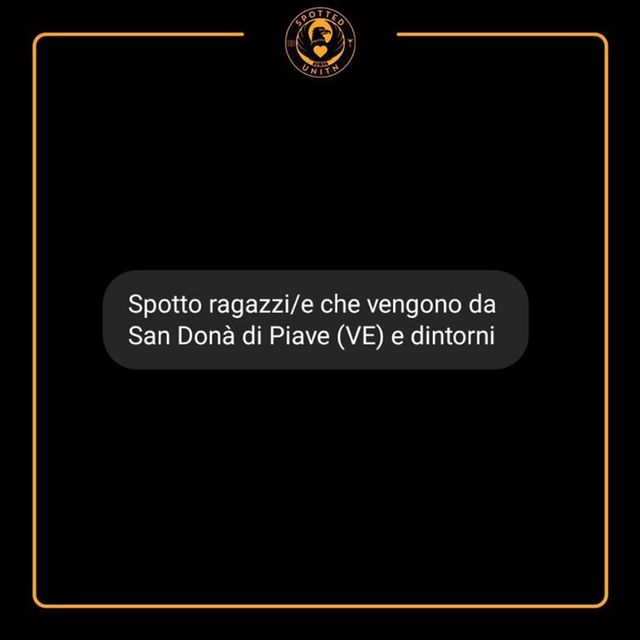 SPOTTED
UNITN
Spotto ragazzi/e che vengono da
San Donà di Piave (VE) e dintorni